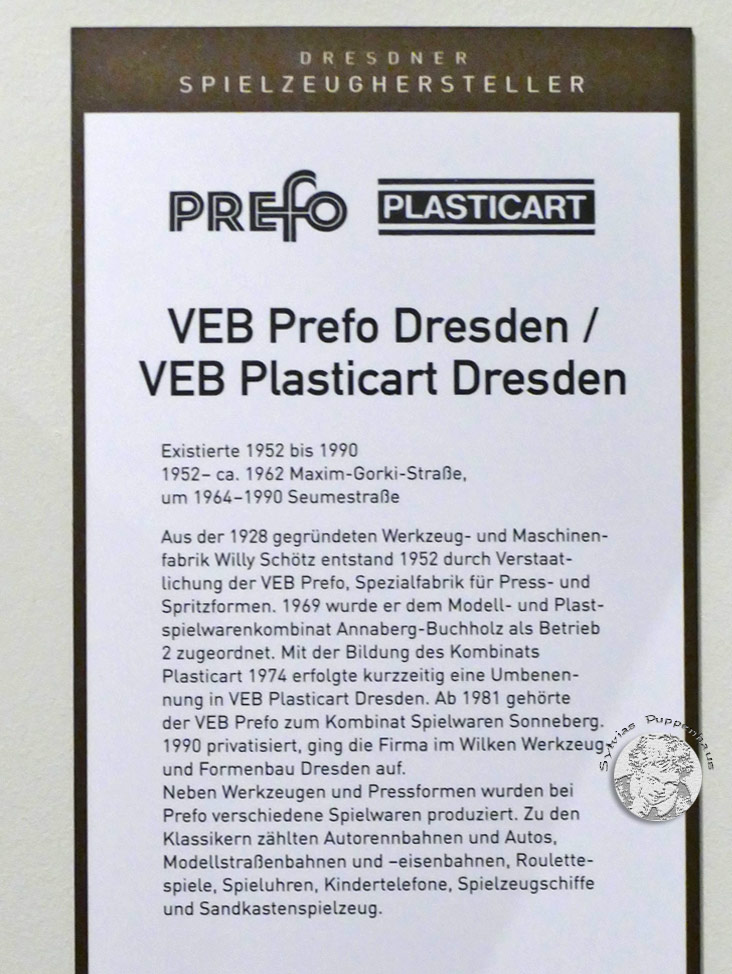 DRESDNER
SPIELZEUGHERSTELLER
PREfo PLASTICART
VEB Prefo Dresden /
VEB Plasticart Dresden
Existierte 1952 bis 1990
1952– ca. 1962 Maxim-Gorki-Straße,
um 1964–1990 Seumestraße
Aus der 1928 gegründeten Werkzeug- und Maschinen-
fabrik Willy Schötz entstand 1952 durch Verstaat-
lichung der VEB Prefo, Spezialfabrik für Press- und
Spritzformen. 1969 wurde er dem Modell- und Plast-
spielwarenkombinat Annaberg-Buchholz als Betrieb
2 zugeordnet. Mit der Bildung des Kombinats
Plasticart 1974 erfolgte kurzzeitig eine Umbenen-
nung in VEB Plasticart Dresden. Ab 1981 gehörte
der VEB Prefo zum Kombinat Spielwaren Sonneberg.
1990 privatisiert, ging die Firma im Wilken Werkzeug-
und Formenbau Dresden auf.
Neben Werkzeugen und Pressformen wurden bei
Prefo verschiedene Spielwaren produziert. Zu den
Klassikern zählten Autorennbahnen und Autos,
Modellstraßenbahnen und –eisenbahnen, Roulette-
spiele, Spieluhren, Kindertelefone, Spielzeugschiffe
und Sandkastenspielzeug.
Sylvias Puppenhaus